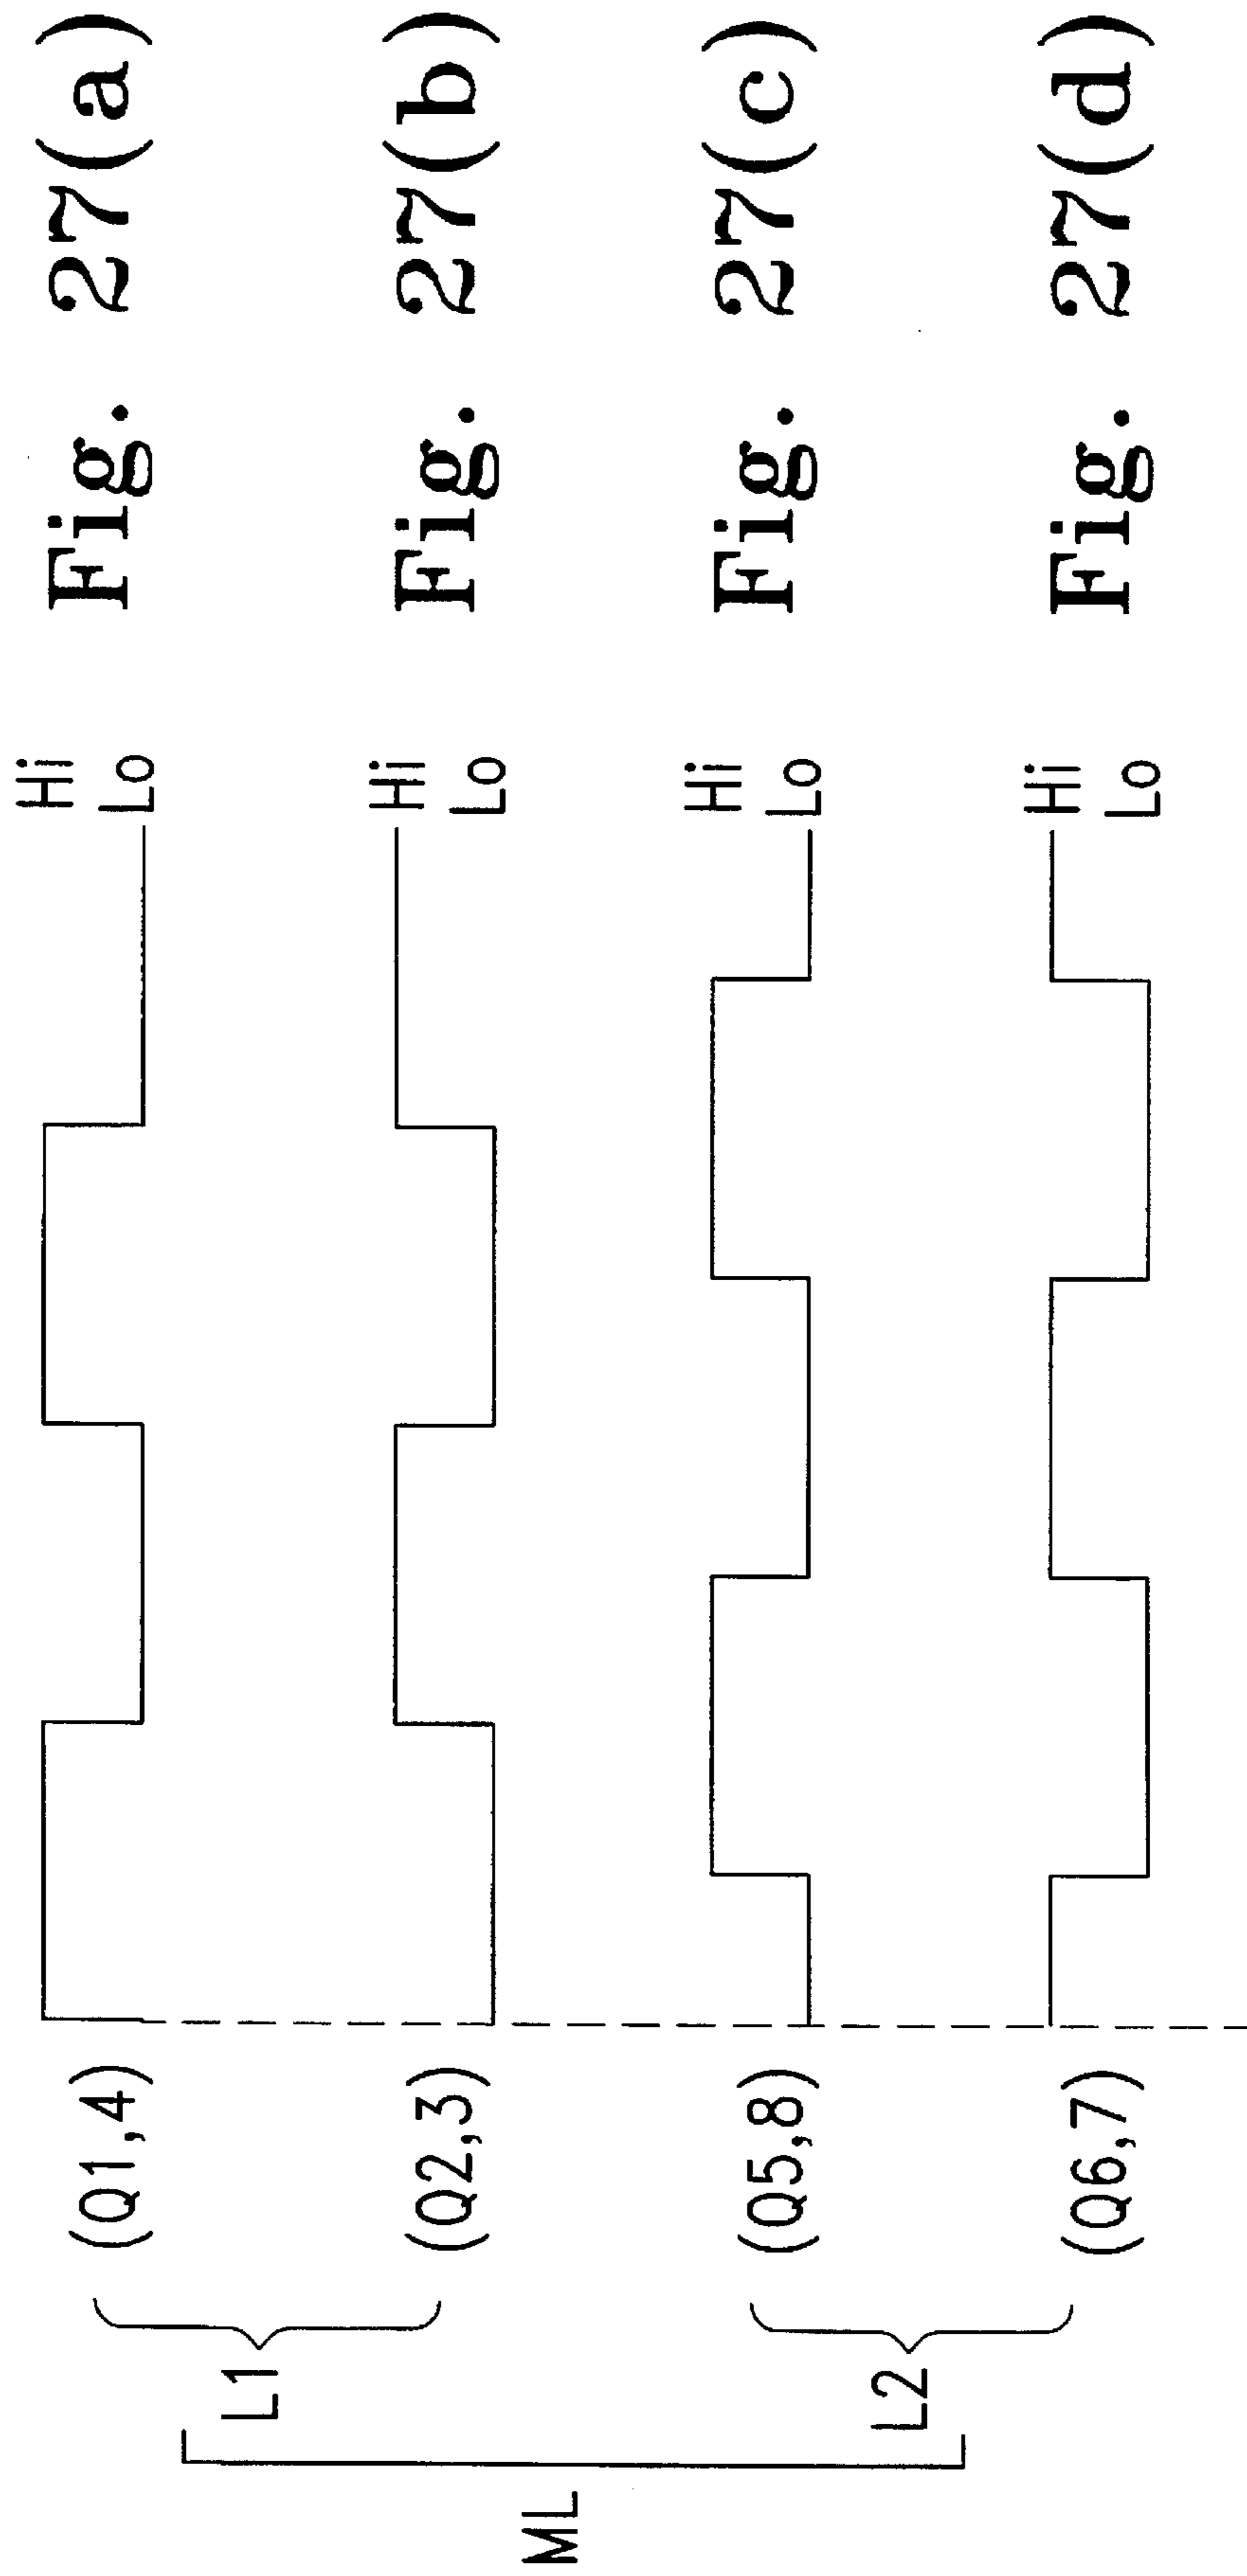 ML
L1
(Q1,4)
Hi
Lo
Fig. 27(a)
(Q2,3)
Hi
Lo
Fig. 27(b)
L2
(Q5,8)
Hi
Lo
Fig. 27(c)
(Q6,7)
Hi
Lo
Fig. 27(d)